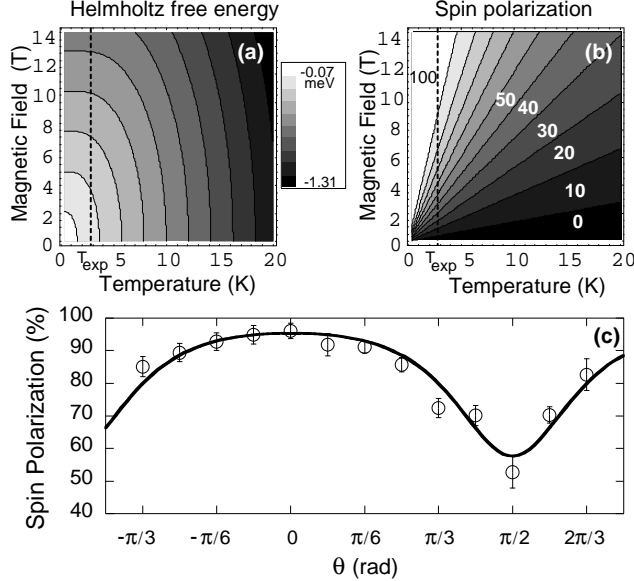 Helmholtz free energy
Spin polarization
14
12
10
8
6
4
2
0
Magnetic Field (T)
(a)
-0.07
meV
-1.31
0
5
10
15
20
T exp
Temperature (K)
14
12
10
8
6
4
2
0
Magnetic Field (T)
(b)
100
50
40
30
20
10
0
0
5
10
15
20
T exp
Temperature (K)
100
90
80
70
60
50
40
Spin Polarization (%)
(c)
-π/3
-π/6
0
π/6
π/3
π/2
2π/3
θ (rad)